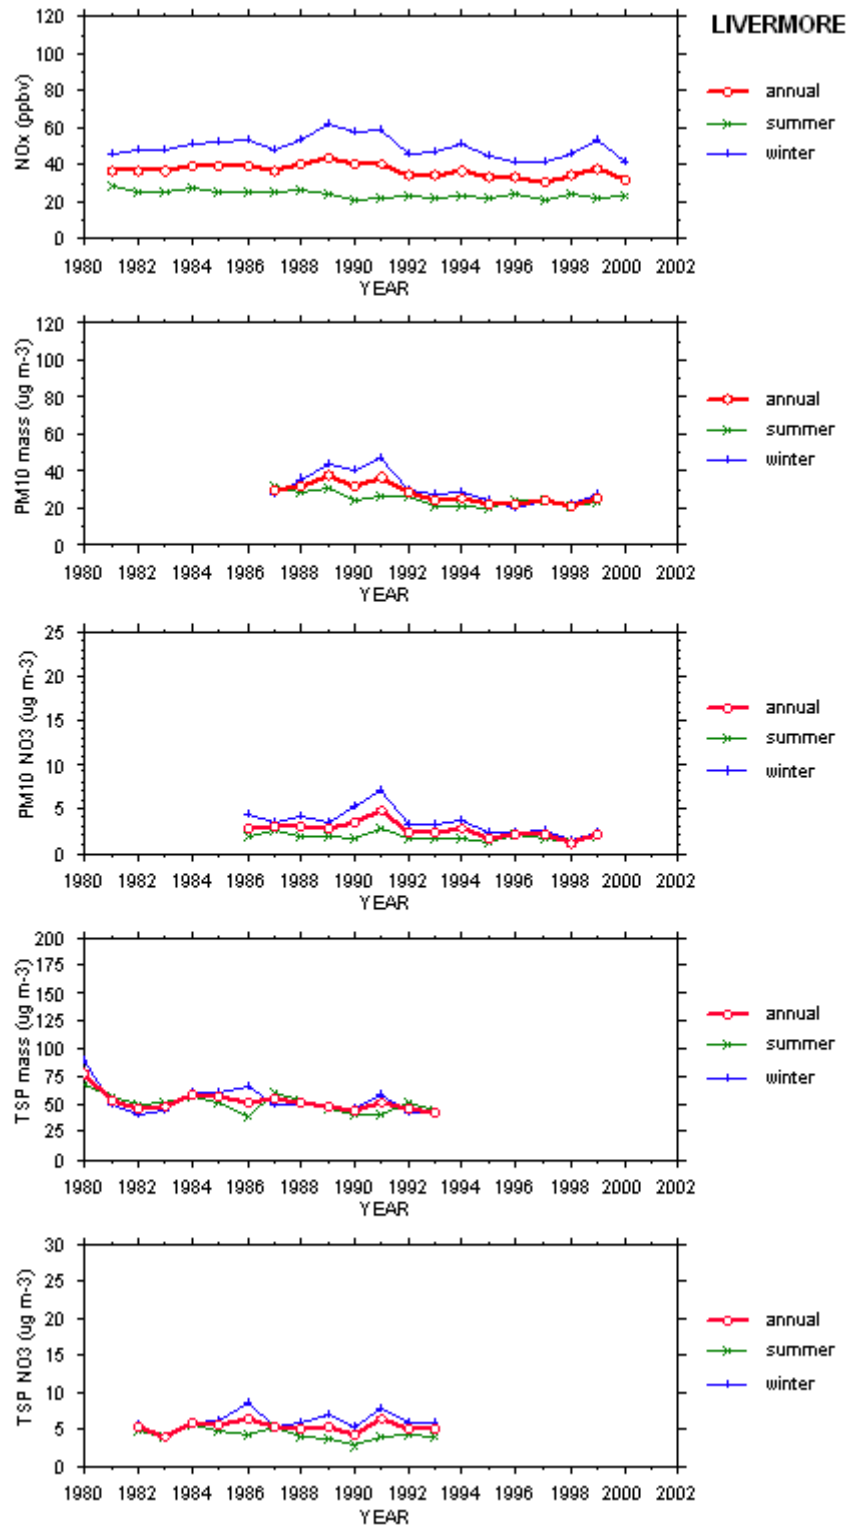 LIVERMORE
NOx (ppbv)
120
100
80
60
40
20
0
1980 1982 1984 1986 1988 1990 1992 1994 1996 1998 2000 2002
YEAR
annual
summer
winter
PM10 mass (ug m-3)
120
100
80
60
40
20
0
1980 1982 1984 1986 1988 1990 1992 1994 1996 1998 2000 2002
YEAR
annual
summer
winter
PM10 NO3 (ug m-3)
25
20
15
10
5
0
1980 1982 1984 1986 1988 1990 1992 1994 1996 1998 2000 2002
YEAR
annual
summer
winter
TSP mass (ug m-3)
200
175
150
125
100
75
50
25
0
1980 1982 1984 1986 1988 1990 1992 1994 1996 1998 2000 2002
YEAR
annual
summer
winter
TSP NO3 (ug m-3)
30
25
20
15
10
5
0
1980 1982 1984 1986 1988 1990 1992 1994 1996 1998 2000 2002
YEAR
annual
summer
winter